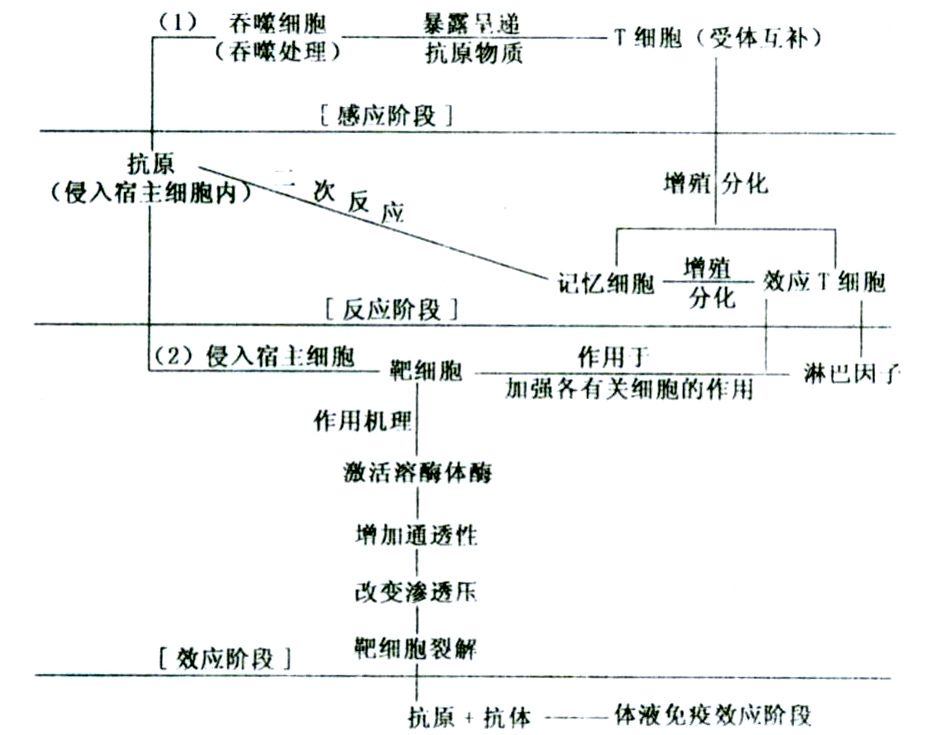 (1) 吞噬细胞 暴露呈递
(吞噬处理) 抗原物质 T细胞(受体互补)
[感应阶段]
抗原
(侵入宿主细胞内)
二次反应
增殖分化
记忆细胞 增殖 效应T细胞
分化
[反应阶段]
(2)侵入宿主细胞 靶细胞 作用于 淋巴因子
加强各有关细胞的作用
作用机理
激活溶酶体酶
增加通透性
改变渗透压
靶细胞裂解
[效应阶段]
抗原+抗体 ——— 体液免疫效应阶段